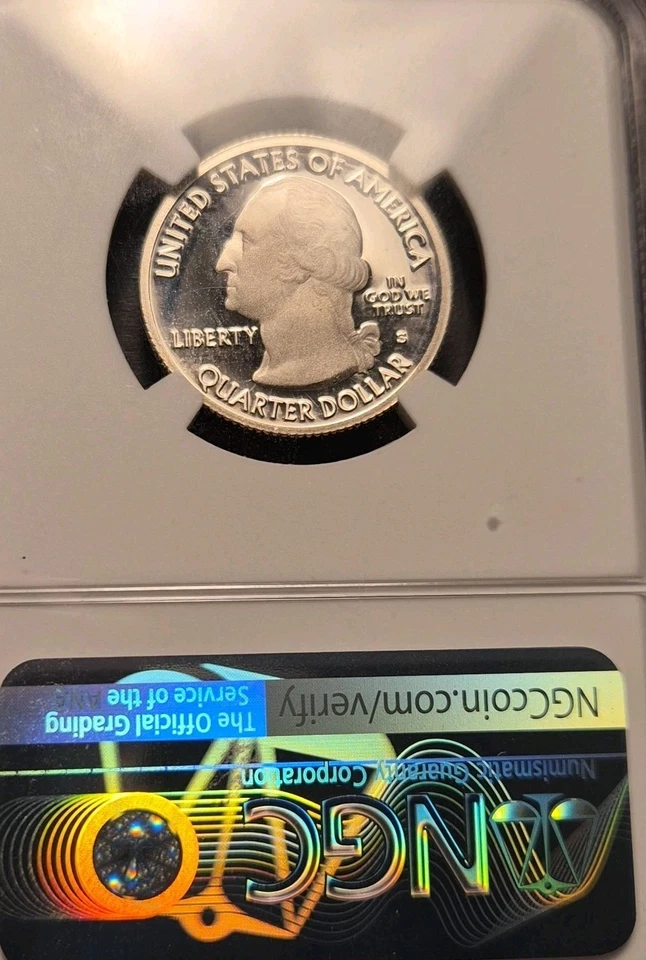 UNITED STATES OF AMERICA
IN
GOD WE
TRUST
LIBERTY
S
QUARTER DOLLAR
NGCcoin.com/verify
The Official Grading
Service of the ANA
Numismatic Guaranty Corporation
NGC